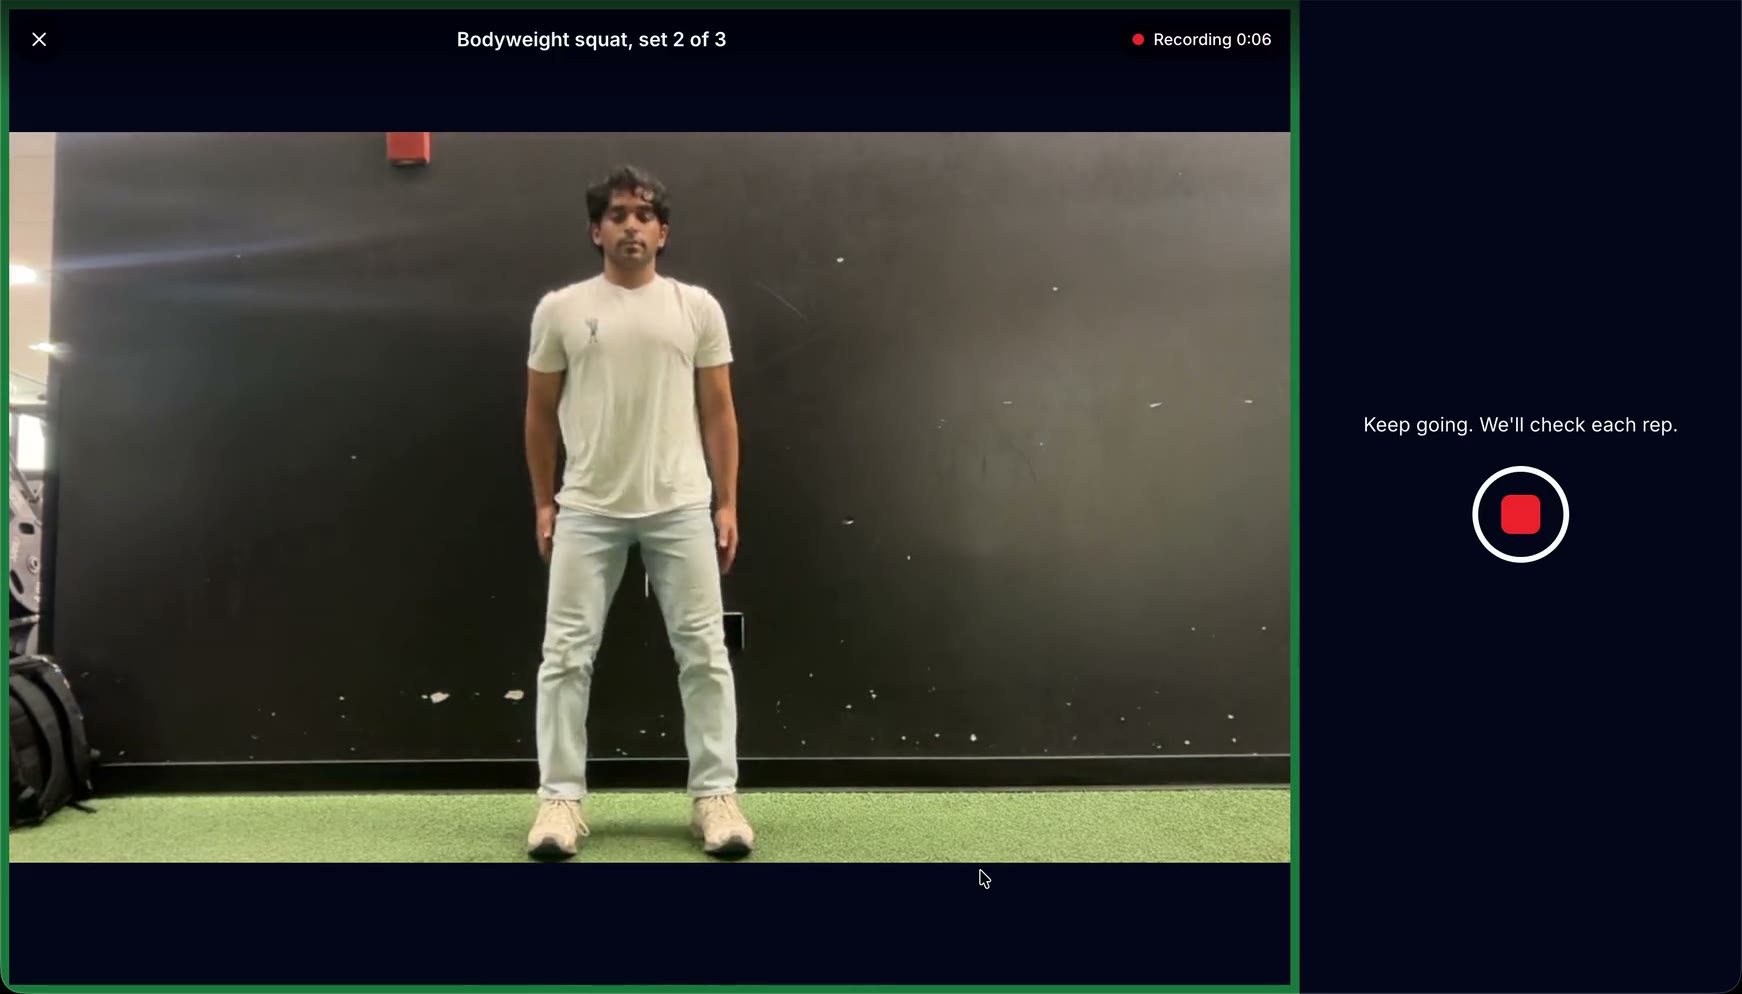 Bodyweight squat, set 2 of 3
Recording 0:06
Keep going. We'll check each rep.